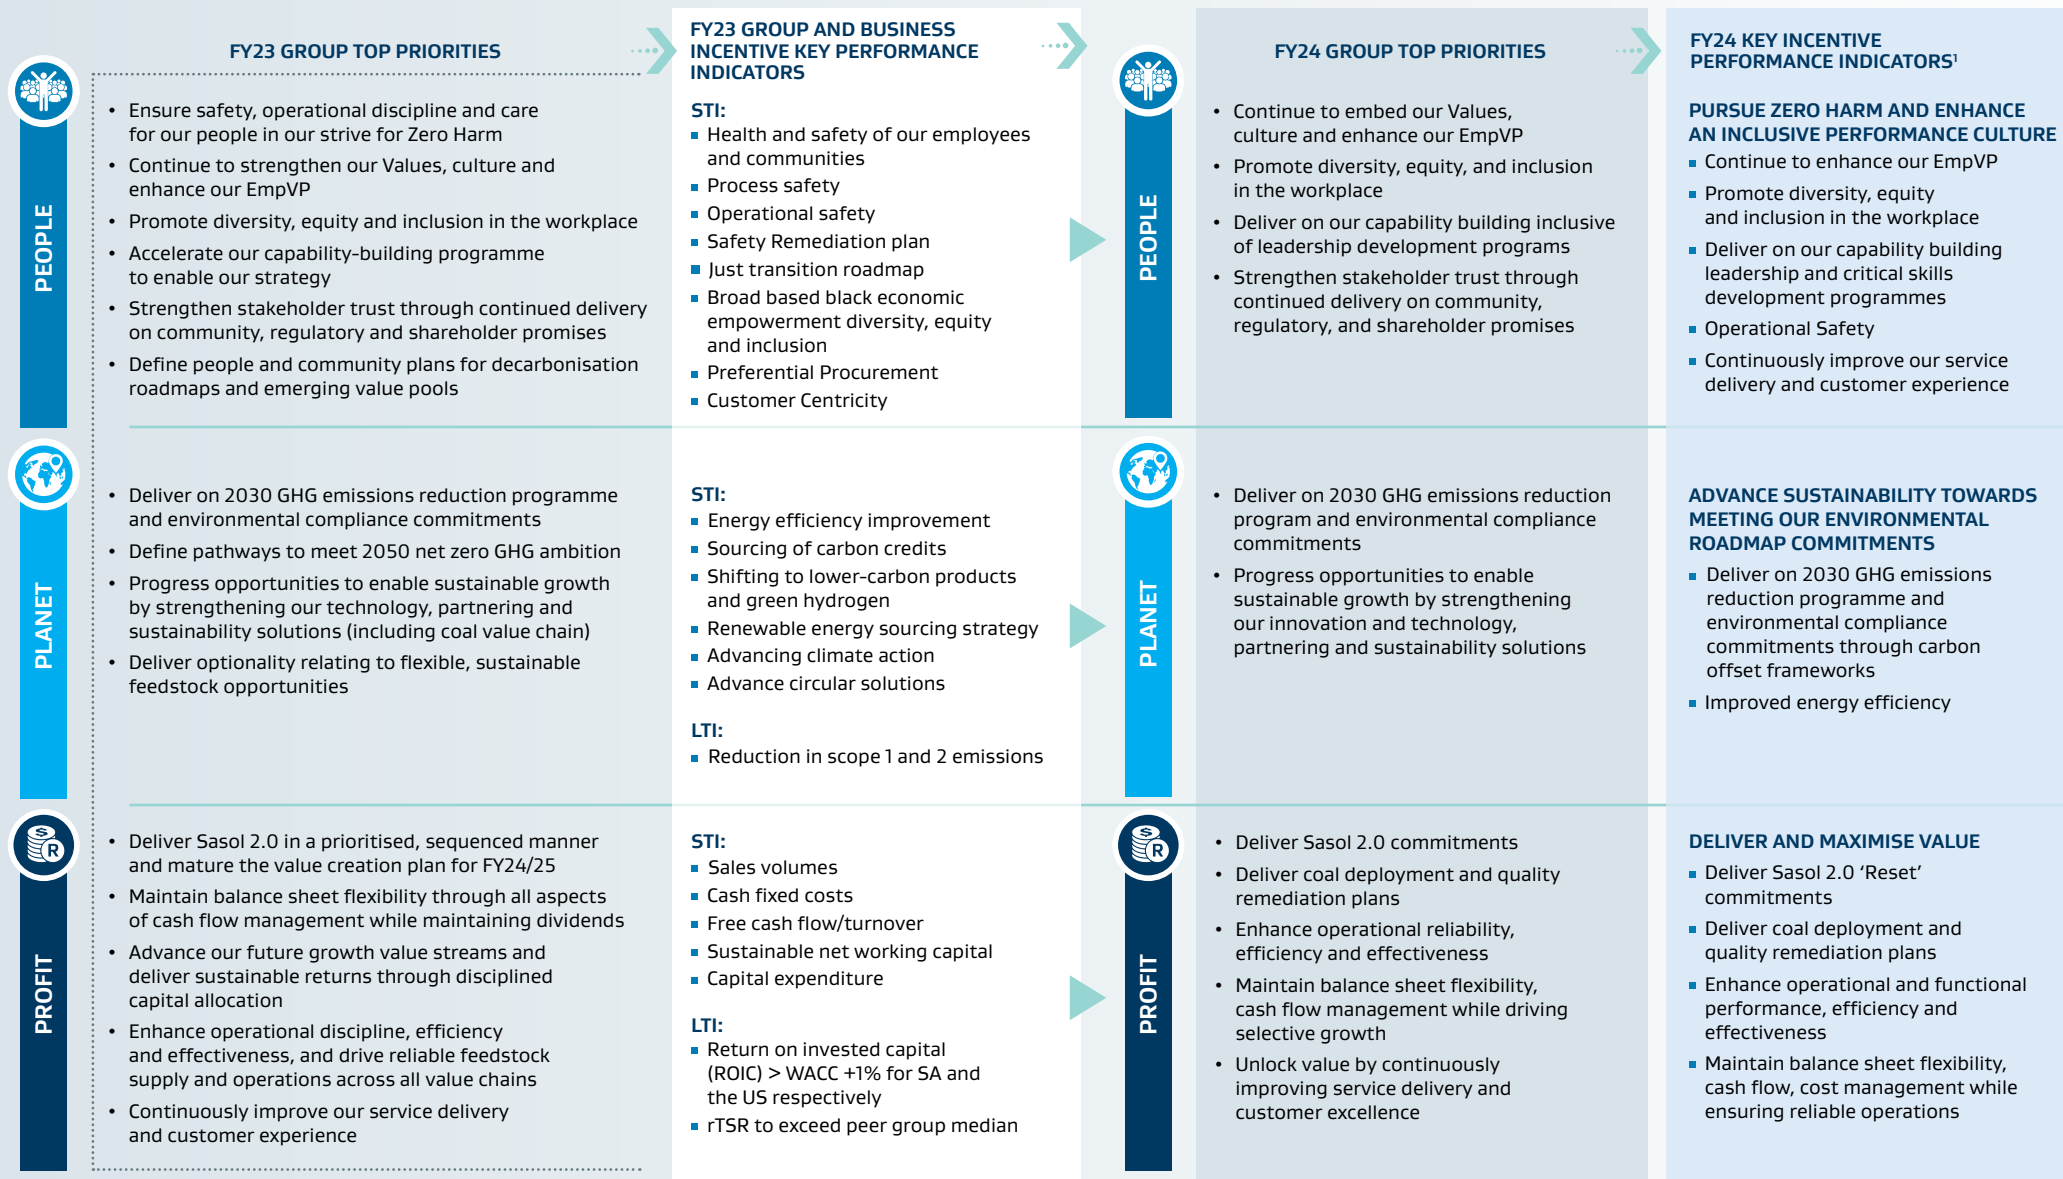 FY23 GROUP TOP PRIORITIES
PEOPLE
• Ensure safety, operational discipline and care
for our people in our strive for Zero Harm
• Continue to strengthen our Values, culture and
enhance our EmpVP
• Promote diversity, equity and inclusion in the workplace
• Accelerate our capability-building programme
to enable our strategy
• Strengthen stakeholder trust through continued delivery
on community, regulatory and shareholder promises
• Define people and community plans for decarbonisation
roadmaps and emerging value pools
PLANET
• Deliver on 2030 GHG emissions reduction programme
and environmental compliance commitments
• Define pathways to meet 2050 net zero GHG ambition
• Progress opportunities to enable sustainable growth
by strengthening our technology, partnering and
sustainability solutions (including coal value chain)
• Deliver optionality relating to flexible, sustainable
feedstock opportunities
$
R
PROFIT
• Deliver Sasol 2.0 in a prioritised, sequenced manner
and mature the value creation plan for FY24/25
• Maintain balance sheet flexibility through all aspects
of cash flow management while maintaining dividends
• Advance our future growth value streams and
deliver sustainable returns through disciplined
capital allocation
• Enhance operational discipline, efficiency
and effectiveness, and drive reliable feedstock
supply and operations across all value chains
• Continuously improve our service delivery
and customer experience
FY23 GROUP AND BUSINESS
INCENTIVE KEY PERFORMANCE
INDICATORS
STI:
■ Health and safety of our employees
and communities
■ Process safety
■ Operational safety
■ Safety Remediation plan
■ Just transition roadmap
■ Broad based black economic
empowerment diversity, equity
and inclusion
■ Preferential Procurement
■ Customer Centricity
STI:
■ Energy efficiency improvement
■ Sourcing of carbon credits
■ Shifting to lower-carbon products
and green hydrogen
■ Renewable energy sourcing strategy
■ Advancing climate action
■ Advance circular solutions
LTI:
■ Reduction in scope 1 and 2 emissions
STI:
■ Sales volumes
■ Cash fixed costs
■ Free cash flow/turnover
■ Sustainable net working capital
■ Capital expenditure
LTI:
■ Return on invested capital
(ROIC) > WACC +1% for SA and
the US respectively
■ rTSR to exceed peer group median
FY24 GROUP TOP PRIORITIES
PEOPLE
• Continue to embed our Values,
culture and enhance our EmpVP
• Promote diversity, equity, and inclusion
in the workplace
• Deliver on our capability building inclusive
of leadership development programs
• Strengthen stakeholder trust through
continued delivery on community,
regulatory, and shareholder promises
PLANET
• Deliver on 2030 GHG emissions reduction
program and environmental compliance
commitments
• Progress opportunities to enable
sustainable growth by strengthening
our innovation and technology,
partnering and sustainability solutions
$
R
PROFIT
• Deliver Sasol 2.0 commitments
• Deliver coal deployment and quality
remediation plans
• Enhance operational reliability,
efficiency and effectiveness
• Maintain balance sheet flexibility,
cash flow management while driving
selective growth
• Unlock value by continuously
improving service delivery and
customer excellence
FY24 KEY INCENTIVE
PERFORMANCE INDICATORS¹
PURSUE ZERO HARM AND ENHANCE
AN INCLUSIVE PERFORMANCE CULTURE
■ Continue to enhance our EmpVP
■ Promote diversity, equity
and inclusion in the workplace
■ Deliver on our capability building
leadership and critical skills
development programmes
■ Operational Safety
■ Continuously improve our service
delivery and customer experience
ADVANCE SUSTAINABILITY TOWARDS
MEETING OUR ENVIRONMENTAL
ROADMAP COMMITMENTS
■ Deliver on 2030 GHG emissions
reduction programme and
environmental compliance
commitments through carbon
offset frameworks
■ Improved energy efficiency
DELIVER AND MAXIMISE VALUE
■ Deliver Sasol 2.0 ‘Reset’
commitments
■ Deliver coal deployment and
quality remediation plans
■ Enhance operational and functional
performance, efficiency and
effectiveness
■ Maintain balance sheet flexibility,
cash flow, cost management while
ensuring reliable operations